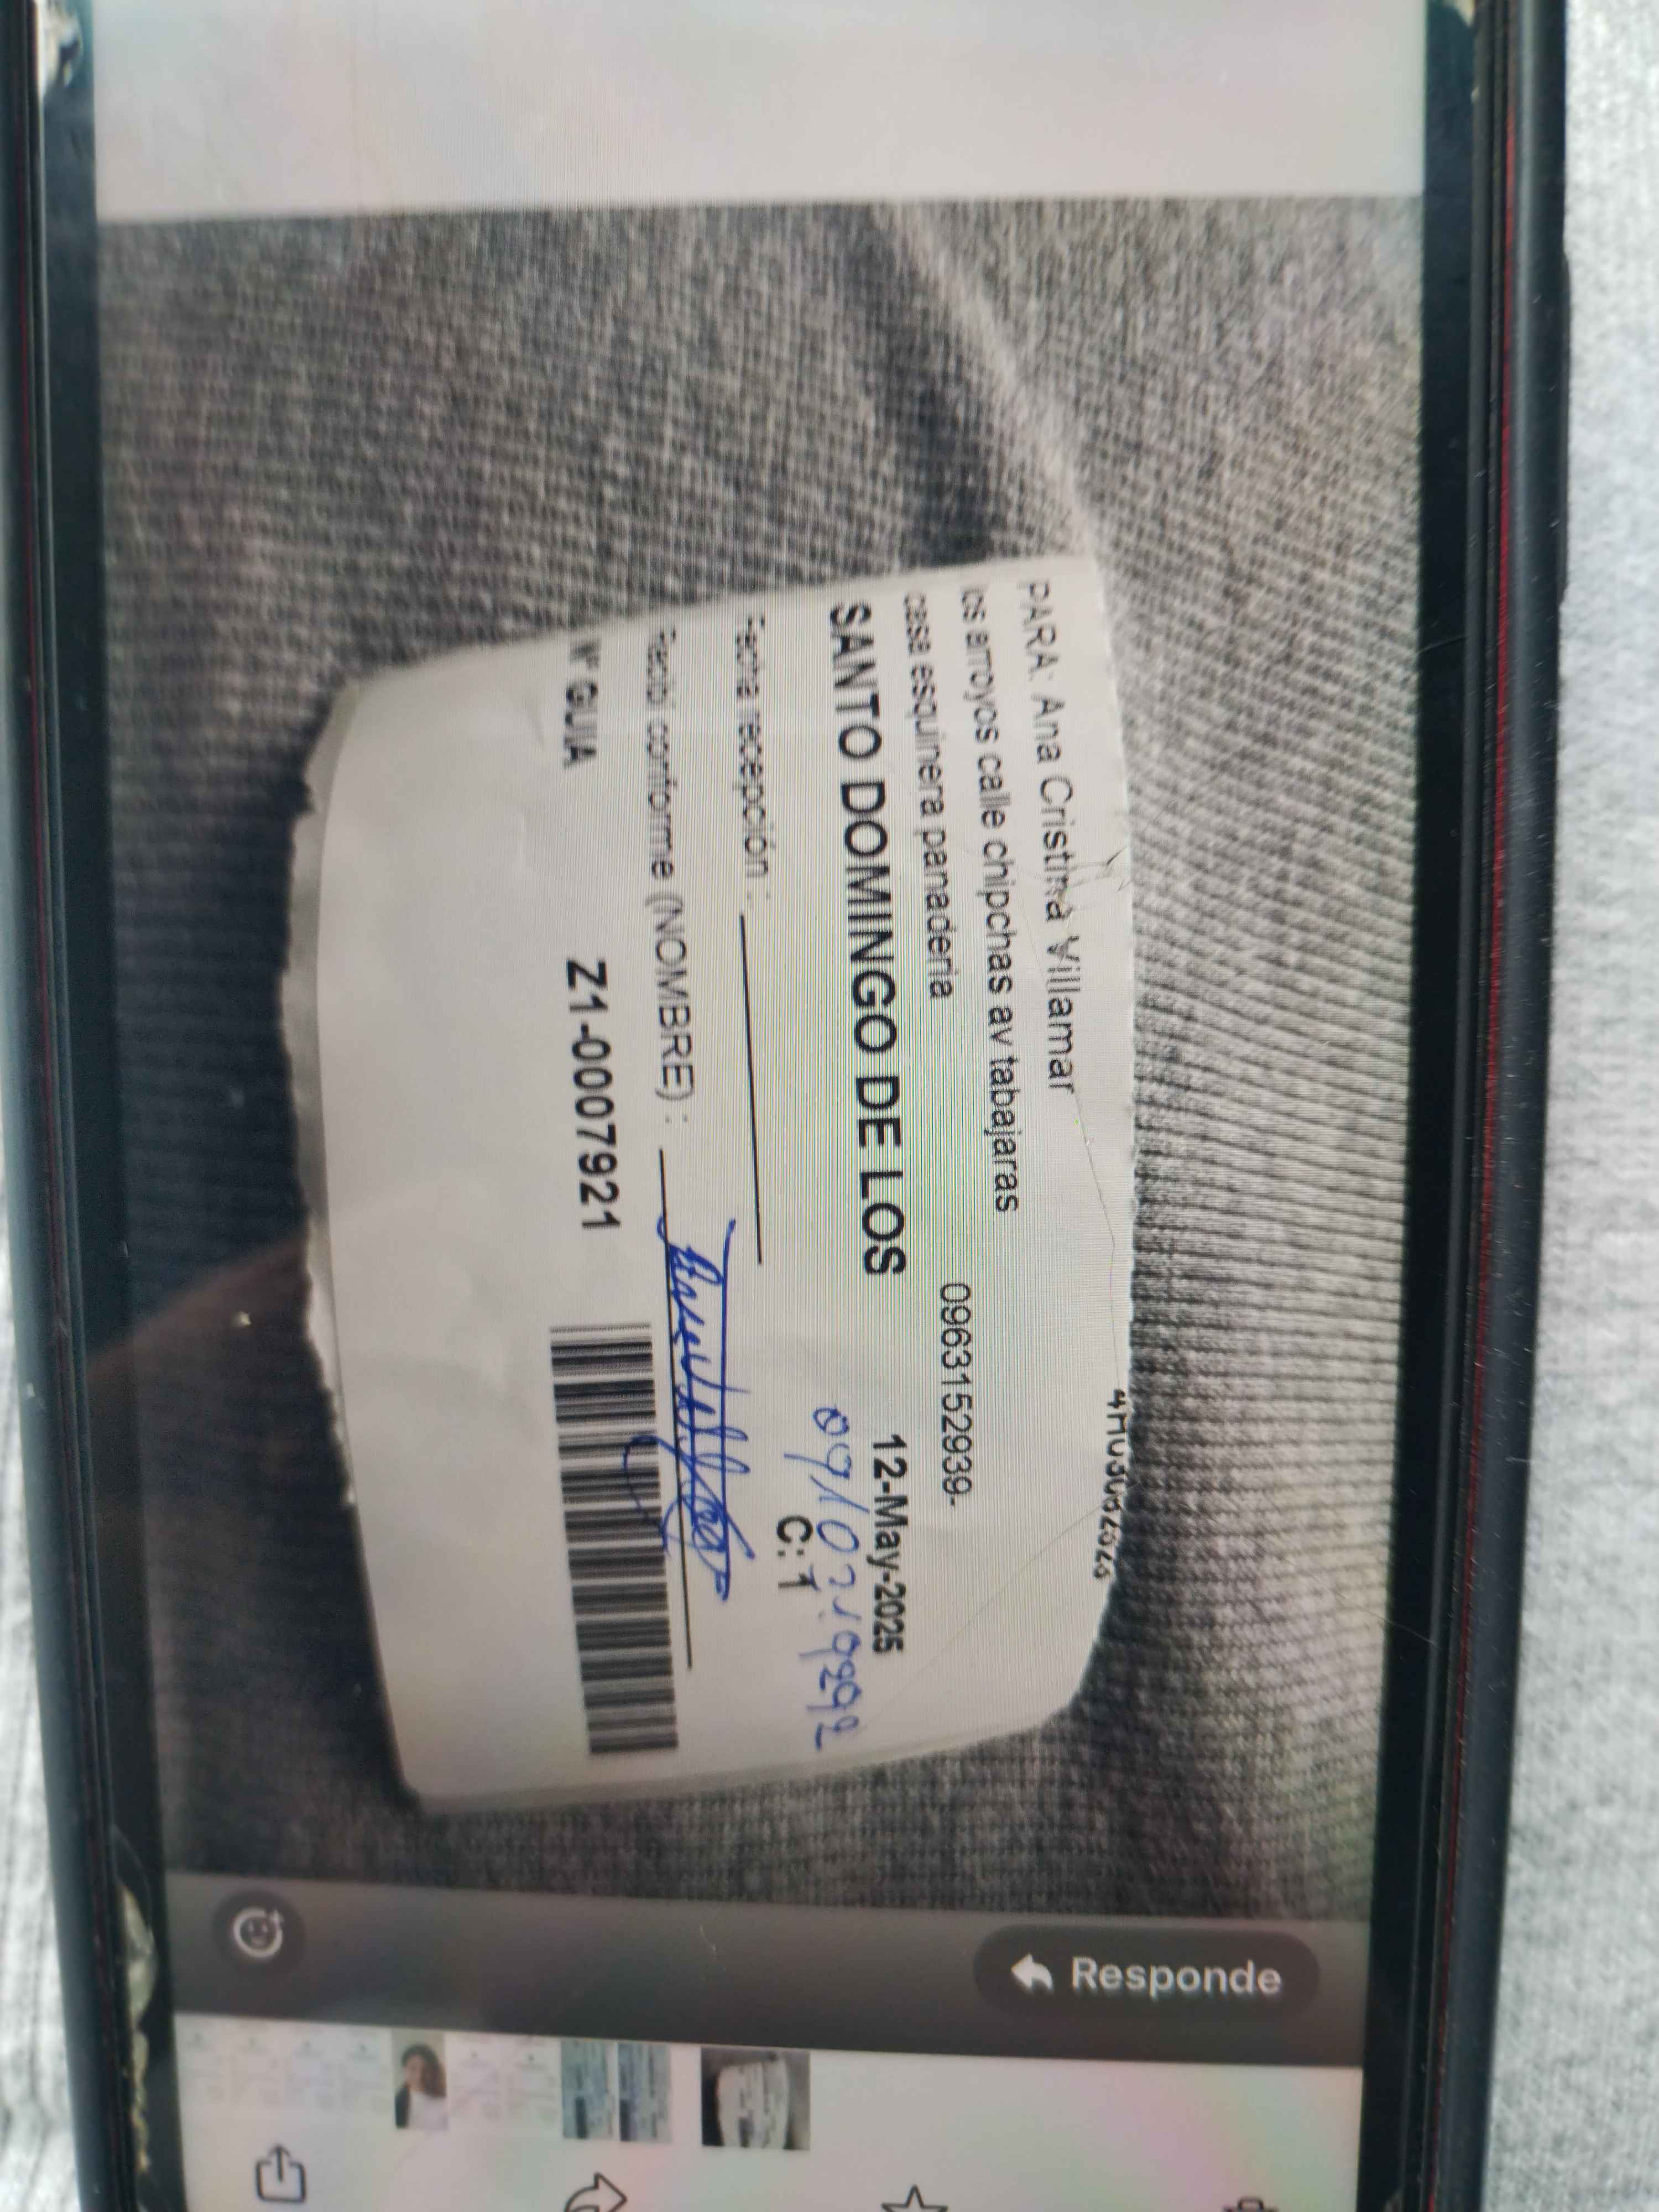 PARA: Ana Cristina Villamar
los arroyos calle chipchas av tabajaras
casa esquinera panaderia 0963152939-
SANTO DOMINGO DE LOS 12-May-2025
Fecha recepción :
C: 1
Recibí conforme (NOMBRE) :
Nº GUIA Z1-0007921
Responde